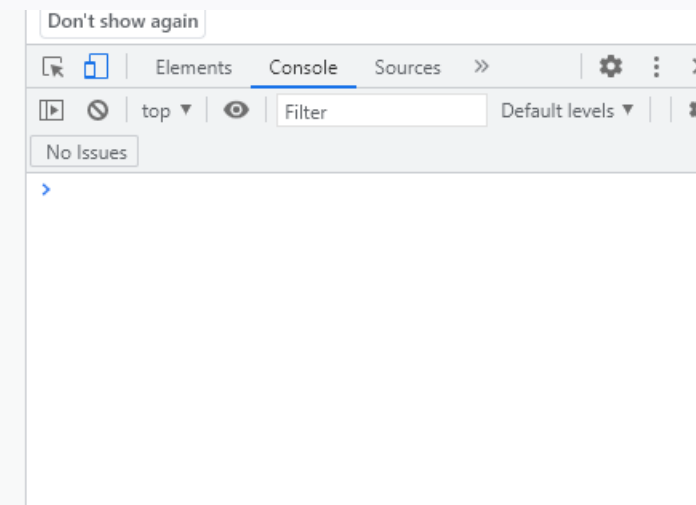 Don't show again
Elements Console Sources
top Filter Default levels
No Issues